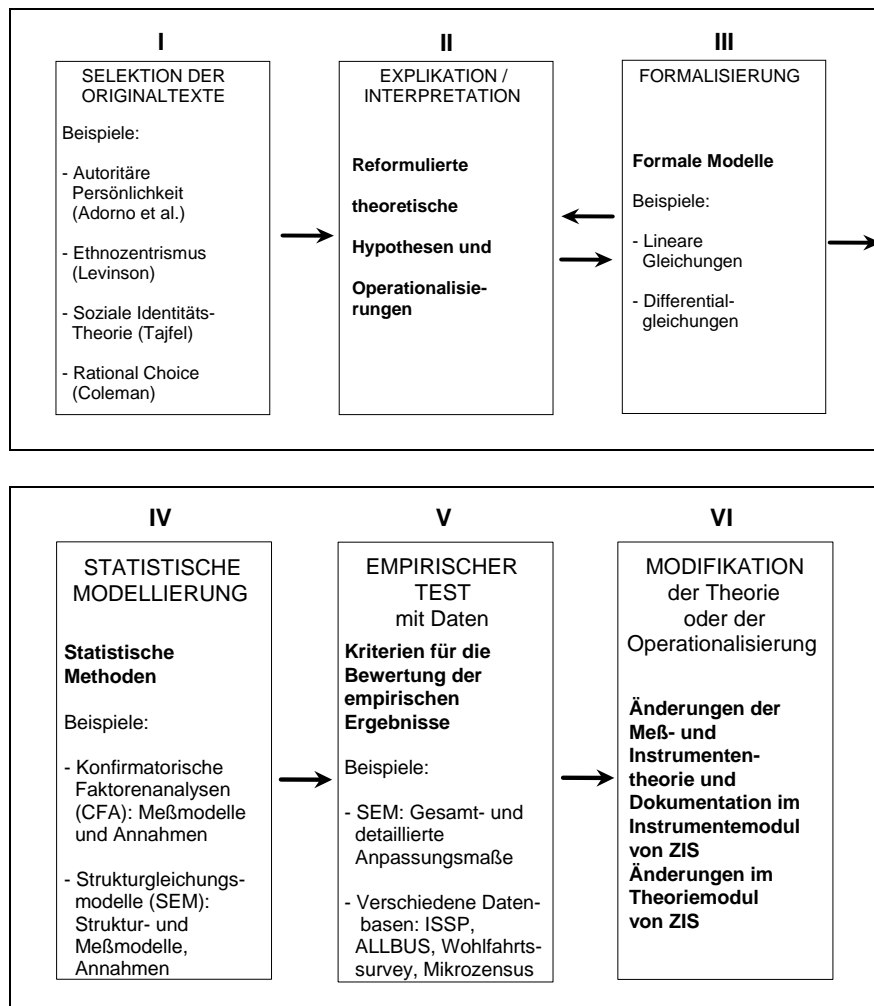 I
SELEKTION DER
ORIGINALTEXTE
Beispiele:
- Autoritäre
Persönlichkeit
(Adorno et al.)
- Ethnozentrismus
(Levinson)
- Soziale Identitäts-
Theorie (Tajfel)
- Rational Choice
(Coleman)
II
EXPLIKATION /
INTERPRETATION
Reformulierte
theoretische
Hypothesen und
Operationalisie-
rungen
III
FORMALISIERUNG
Formale Modelle
Beispiele:
- Lineare
Gleichungen
- Differential-
gleichungen
IV
STATISTISCHE
MODELLIERUNG
Statistische
Methoden
Beispiele:
- Konfirmatorische
Faktorenanalysen
(CFA): Meßmodelle
und Annahmen
- Strukturgleichungs-
modelle (SEM):
Struktur- und
Meßmodelle,
Annahmen
V
EMPIRISCHER
TEST
mit Daten
Kriterien für die
Bewertung der
empirischen
Ergebnisse
Beispiele:
- SEM: Gesamt- und
detaillierte
Anpassungsmaße
- Verschiedene Daten-
basen: ISSP,
ALLBUS, Wohlfahrts-
survey, Mikrozensus
VI
MODIFIKATION
der Theorie
oder der
Operationalisierung
Änderungen der
Meß- und
Instrumenten-
theorie und
Dokumentation im
Instrumentemodul
von ZIS
Änderungen im
Theoriemodul
von ZIS